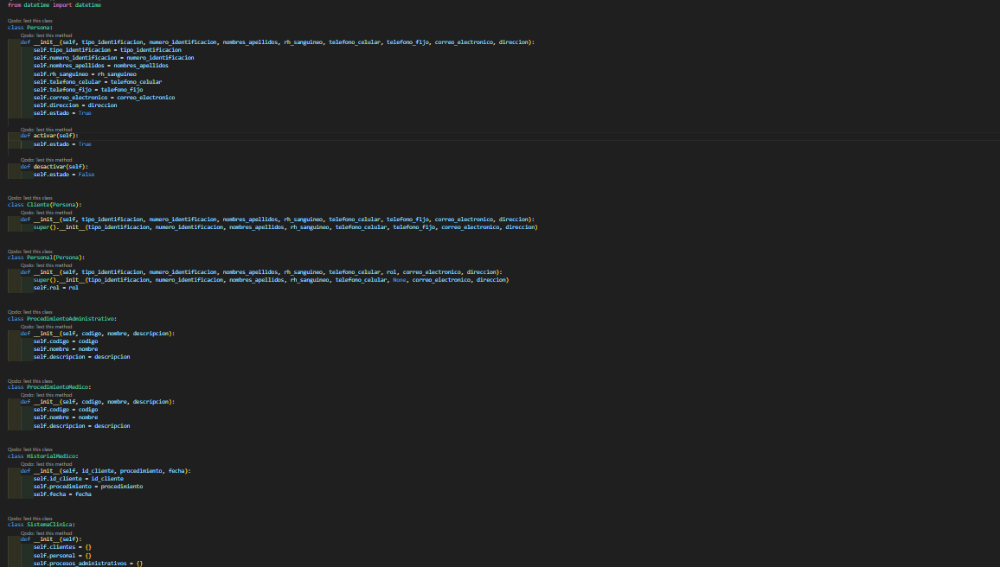 from datetime import datetime
Qodo: Test this class
class Persona:
Qodo: Test this method
def __init__(self, tipo_identificacion, numero_identificacion, nombres_apellidos, rh_sanguineo, telefono_celular, telefono_fijo, correo_electronico, direccion):
self.tipo_identificacion = tipo_identificacion
self.numero_identificacion = numero_identificacion
self.nombres_apellidos = nombres_apellidos
self.rh_sanguineo = rh_sanguineo
self.telefono_celular = telefono_celular
self.telefono_fijo = telefono_fijo
self.correo_electronico = correo_electronico
self.direccion = direccion
self.estado = True
Qodo: Test this method
def activar(self):
self.estado = True
Qodo: Test this method
def desactivar(self):
self.estado = False
Qodo: Test this class
class Cliente(Persona):
Qodo: Test this method
def __init__(self, tipo_identificacion, numero_identificacion, nombres_apellidos, rh_sanguineo, telefono_celular, telefono_fijo, correo_electronico, direccion):
super().__init__(tipo_identificacion, numero_identificacion, nombres_apellidos, rh_sanguineo, telefono_celular, telefono_fijo, correo_electronico, direccion)
Qodo: Test this class
class Personal(Persona):
Qodo: Test this method
def __init__(self, tipo_identificacion, numero_identificacion, nombres_apellidos, rh_sanguineo, telefono_celular, rol, correo_electronico, direccion):
super().__init__(tipo_identificacion, numero_identificacion, nombres_apellidos, rh_sanguineo, telefono_celular, None, correo_electronico, direccion)
self.rol = rol
Qodo: Test this class
class ProcedimientoAdministrativo:
Qodo: Test this method
def __init__(self, codigo, nombre, descripcion):
self.codigo = codigo
self.nombre = nombre
self.descripcion = descripcion
Qodo: Test this class
class ProcedimientoMedico:
Qodo: Test this method
def __init__(self, codigo, nombre, descripcion):
self.codigo = codigo
self.nombre = nombre
self.descripcion = descripcion
Qodo: Test this class
class HistorialMedico:
Qodo: Test this method
def __init__(self, id_cliente, procedimiento, fecha):
self.id_cliente = id_cliente
self.procedimiento = procedimiento
self.fecha = fecha
Qodo: Test this class
class SistemaClinica:
Qodo: Test this method
def __init__(self):
self.clientes = {}
self.personal = {}
self.procesos_administrativos = {}